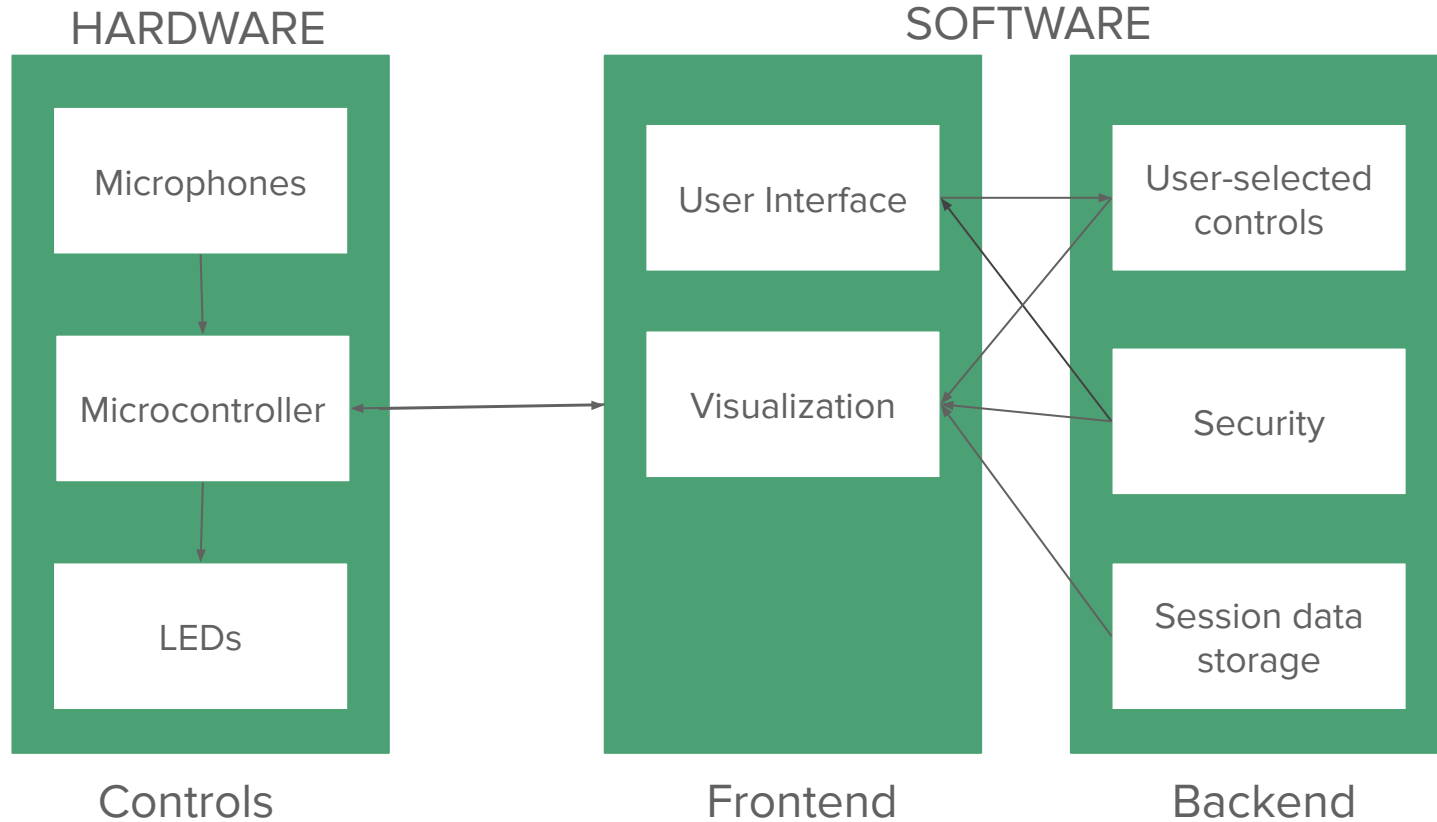 HARDWARE
SOFTWARE
Microphones
Microcontroller
LEDs
User Interface
Visualization
User-selected
controls
Security
Session data
storage
Controls
Frontend
Backend